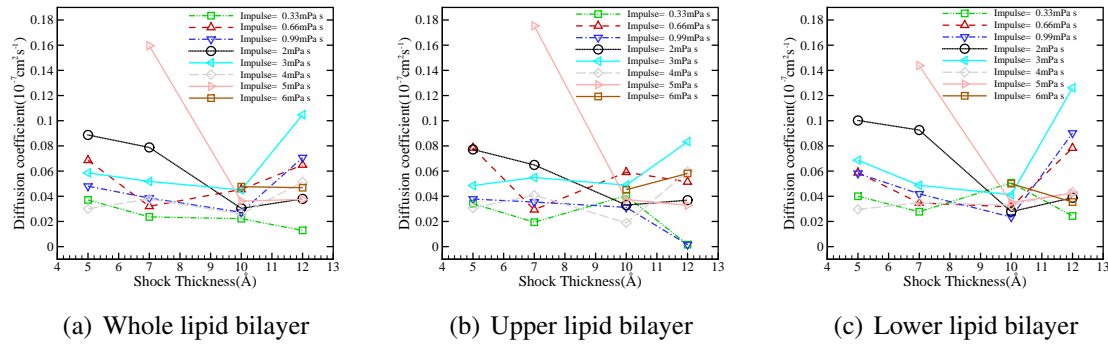 Diffusion coefficient(10⁻⁷cm²s⁻¹)
0.18
0.16
0.14
0.12
0.1
0.08
0.06
0.04
0.02
0
Impulse= 0.33mPa s
Impulse= 0.66mPa s
Impulse= 0.99mPa s
Impulse= 2mPa s
Impulse= 3mPa s
Impulse= 4mPa s
Impulse= 5mPa s
Impulse= 6mPa s
4 5 6 7 8 9 10 11 12 13
Shock Thickness(Å)
(a) Whole lipid bilayer
Diffusion coefficient(10⁻⁷cm²s⁻¹)
0.18
0.16
0.14
0.12
0.1
0.08
0.06
0.04
0.02
0
Impulse= 0.33mPa s
Impulse= 0.66mPa s
Impulse= 0.99mPa s
Impulse= 2mPa s
Impulse= 3mPa s
Impulse= 4mPa s
Impulse= 5mPa s
Impulse= 6mPa s
4 5 6 7 8 9 10 11 12 13
Shock Thickness(Å)
(b) Upper lipid bilayer
Diffusion coefficient(10⁻⁷cm²s⁻¹)
0.18
0.16
0.14
0.12
0.1
0.08
0.06
0.04
0.02
0
Impulse= 0.33mPa s
Impulse= 0.66mPa s
Impulse= 0.99mPa s
Impulse= 2mPa s
Impulse= 3mPa s
Impulse= 4mPa s
Impulse= 5mPa s
Impulse= 6mPa s
4 5 6 7 8 9 10 11 12 13
Shock Thickness(Å)
(c) Lower lipid bilayer